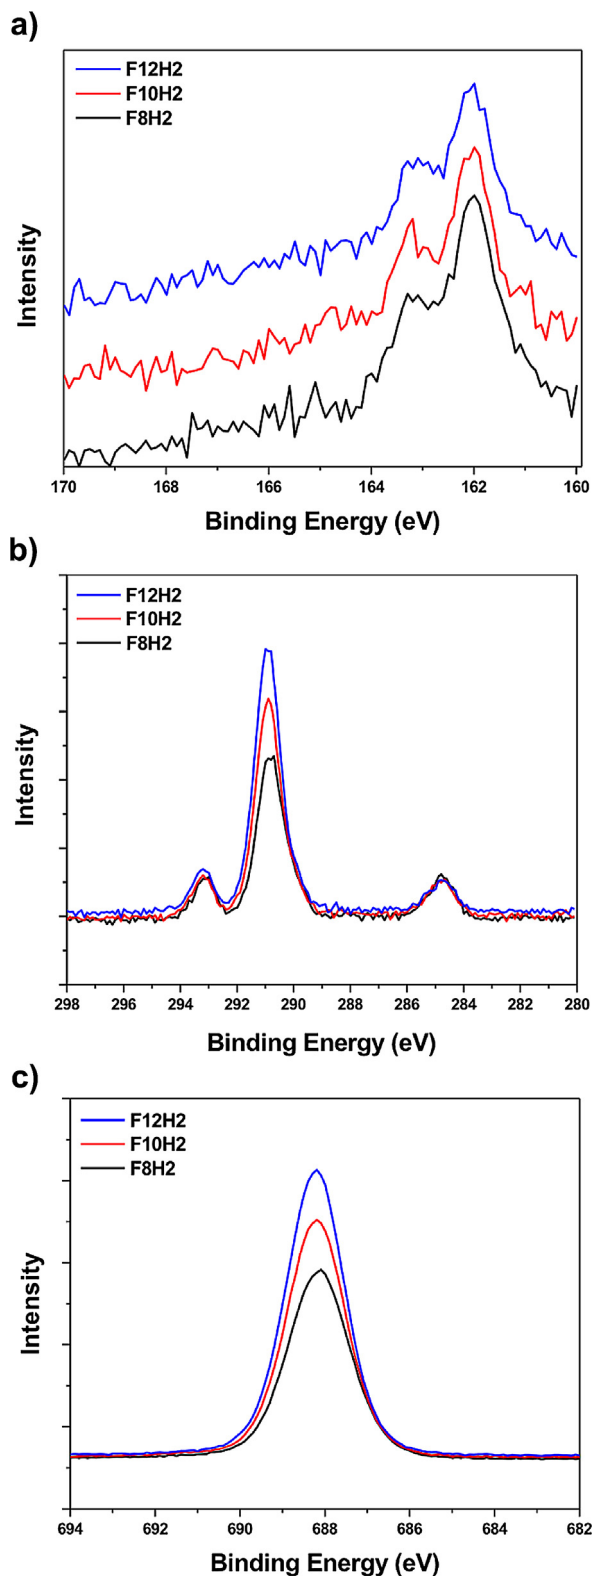 a)
F12H2
F10H2
F8H2
Intensity
170 168 166 164 162 160
Binding Energy (eV)
b)
F12H2
F10H2
F8H2
Intensity
298 296 294 292 290 288 286 284 282 280
Binding Energy (eV)
c)
F12H2
F10H2
F8H2
Intensity
694 692 690 688 686 684 682
Binding Energy (eV)